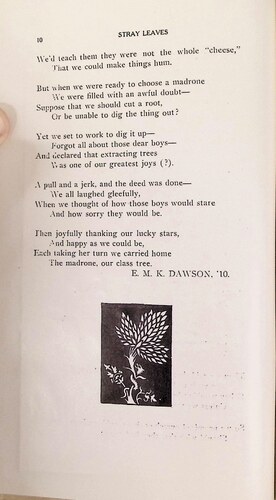 10 STRAY LEAVES
We'd teach them they were not the whole "cheese,"
That we could make things hum.
But when we were ready to choose a madrone
We were filled with an awful doubt—
Suppose that we should cut a root,
Or be unable to dig the thing out?
Yet we set to work to dig it up—
Forgot all about those dear boys—
And declared that extracting trees
Was one of our greatest joys (?).
A pull and a jerk, and the deed was done—
We all laughed gleefully,
When we thought of how those boys would stare
And how sorry they would be.
Then joyfully thanking our lucky stars,
And happy as we could be,
Each taking her turn we carried home
The madrone, our class tree.
E. M. K. DAWSON, '10.